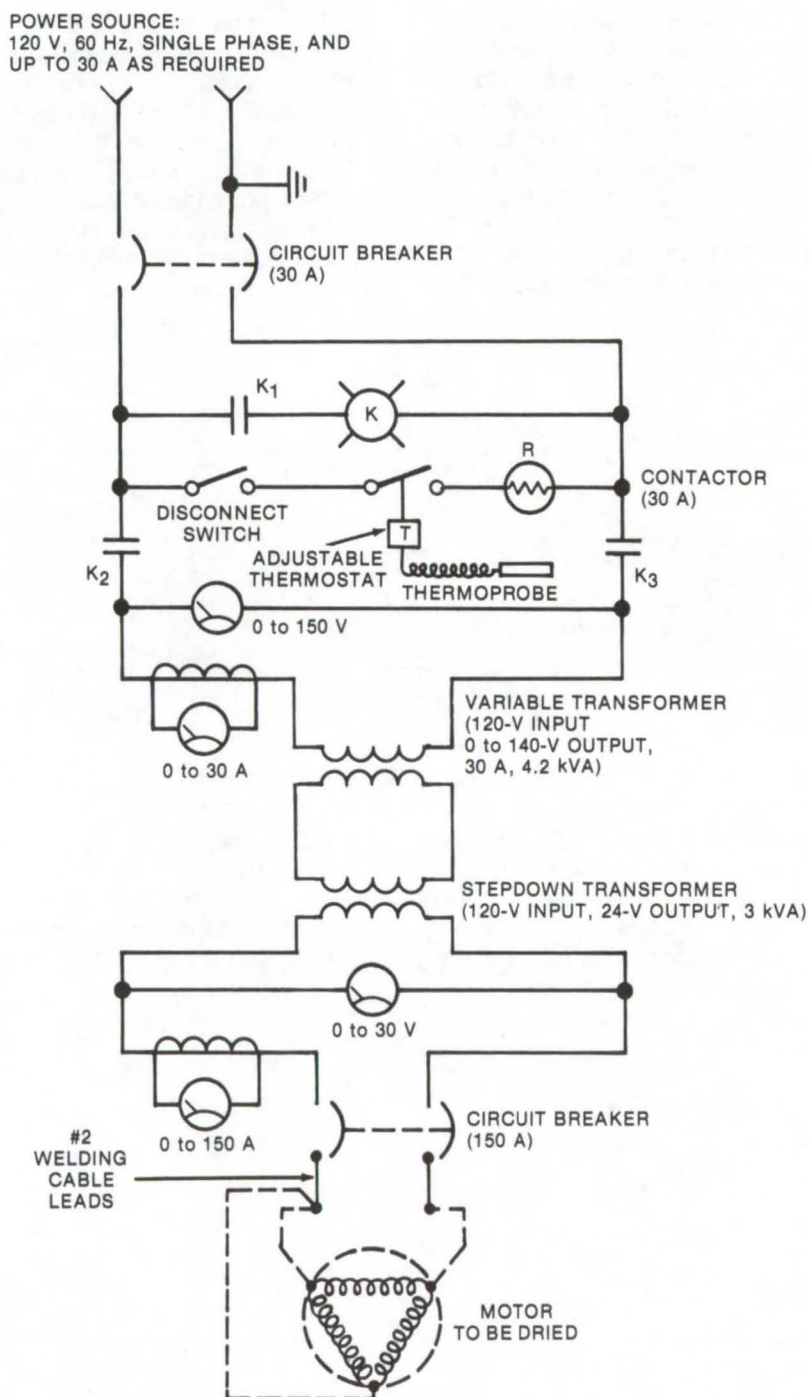 POWER SOURCE:
120 V, 60 Hz, SINGLE PHASE, AND
UP TO 30 A AS REQUIRED
CIRCUIT BREAKER
(30 A)
K1
K
R
CONTACTOR
(30 A)
DISCONNECT
SWITCH
K2
ADJUSTABLE
THERMOSTAT
T
THERMOPROBE
K3
0 to 150 V
VARIABLE TRANSFORMER
(120-V INPUT
0 to 140-V OUTPUT,
30 A, 4.2 kVA)
0 to 30 A
STEPDOWN TRANSFORMER
(120-V INPUT, 24-V OUTPUT, 3 kVA)
0 to 30 V
0 to 150 A
CIRCUIT BREAKER
(150 A)
#2
WELDING
CABLE
LEADS
MOTOR
TO BE DRIED